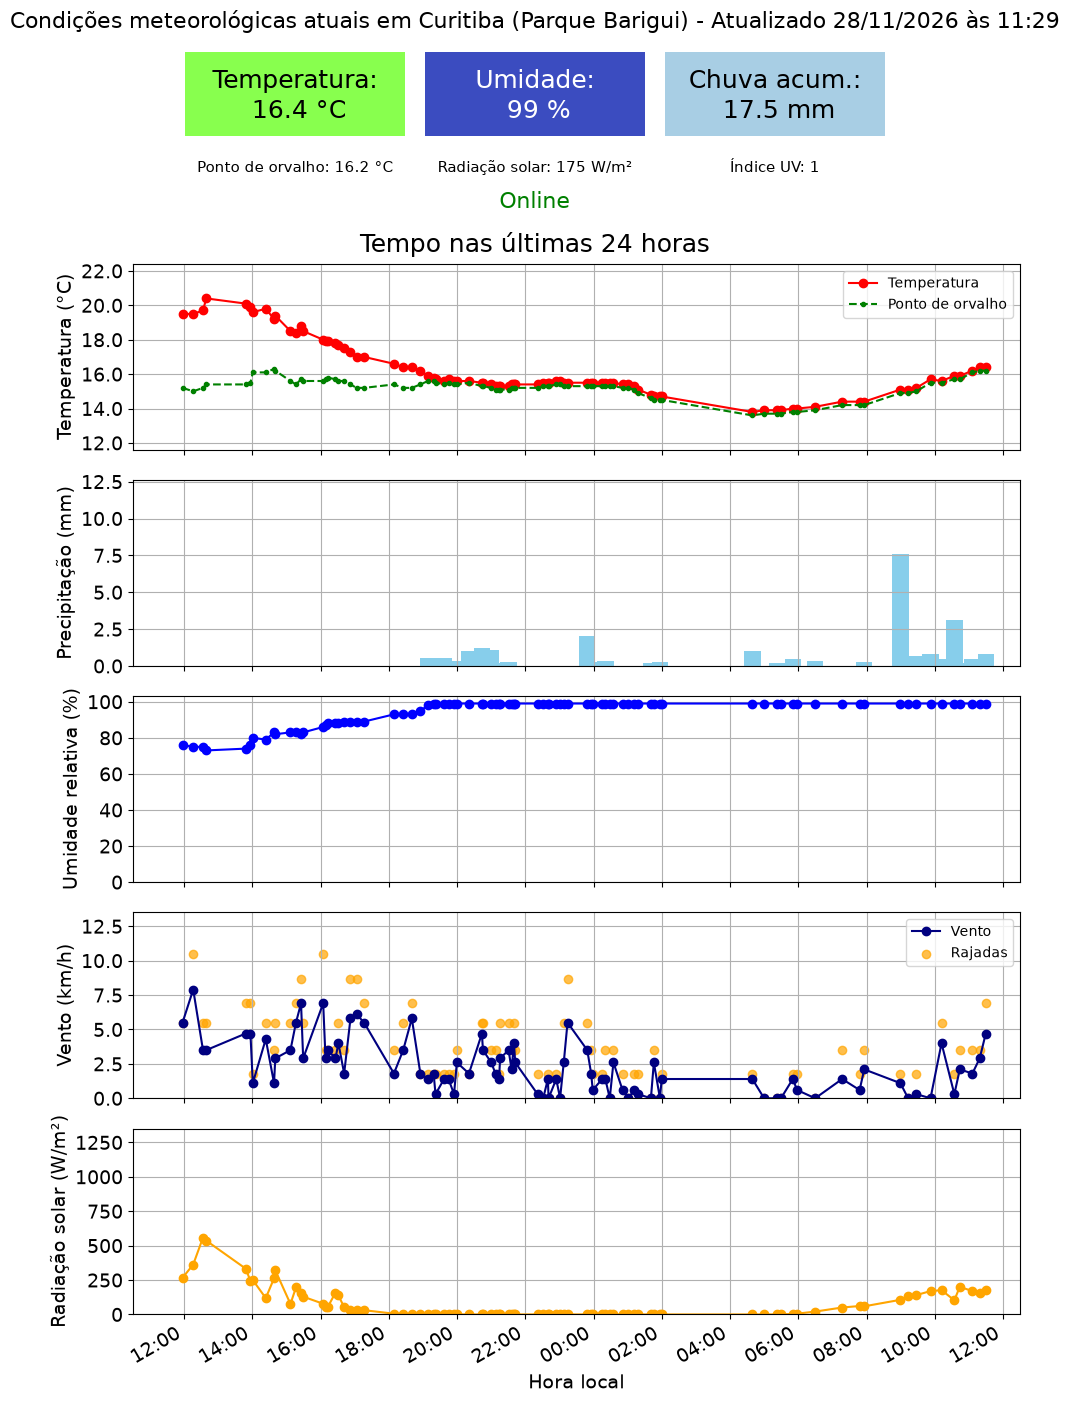 Condições meteorológicas atuais em Curitiba (Parque Barigui) - Atualizado 28/11/2026 às 11:29
Temperatura:
16.4 °C
Umidade:
99 %
Chuva acum.:
17.5 mm
Ponto de orvalho: 16.2 °C
Radiação solar: 175 W/m²
Índice UV: 1
Online
Tempo nas últimas 24 horas
Temperatura (°C)
22.0
20.0
18.0
16.0
14.0
12.0
Temperatura
Ponto de orvalho
Precipitação (mm)
12.5
10.0
7.5
5.0
2.5
0.0
Umidade relativa (%)
100
80
60
40
20
0
Vento (km/h)
12.5
10.0
7.5
5.0
2.5
0.0
Vento
Rajadas
Radiação solar (W/m²)
1250
1000
750
500
250
0
12:00
14:00
16:00
18:00
20:00
22:00
00:00
02:00
04:00
06:00
08:00
10:00
12:00
Hora local